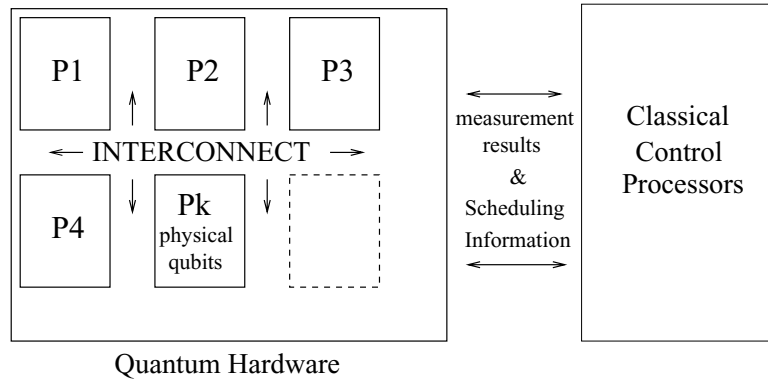 P1
P2
P3
INTERCONNECT
P4
Pk
physical
qubits
measurement
results
&
Scheduling
Information
Classical
Control
Processors
Quantum Hardware